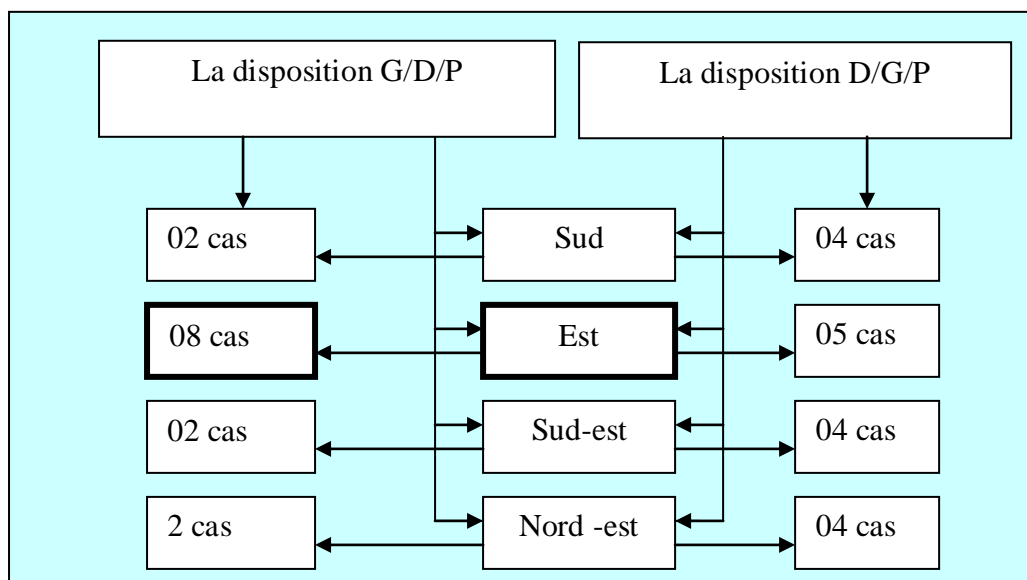 La disposition G/D/P
La disposition D/G/P
02 cas
Sud
04 cas
08 cas
Est
05 cas
02 cas
Sud-est
04 cas
2 cas
Nord -est
04 cas